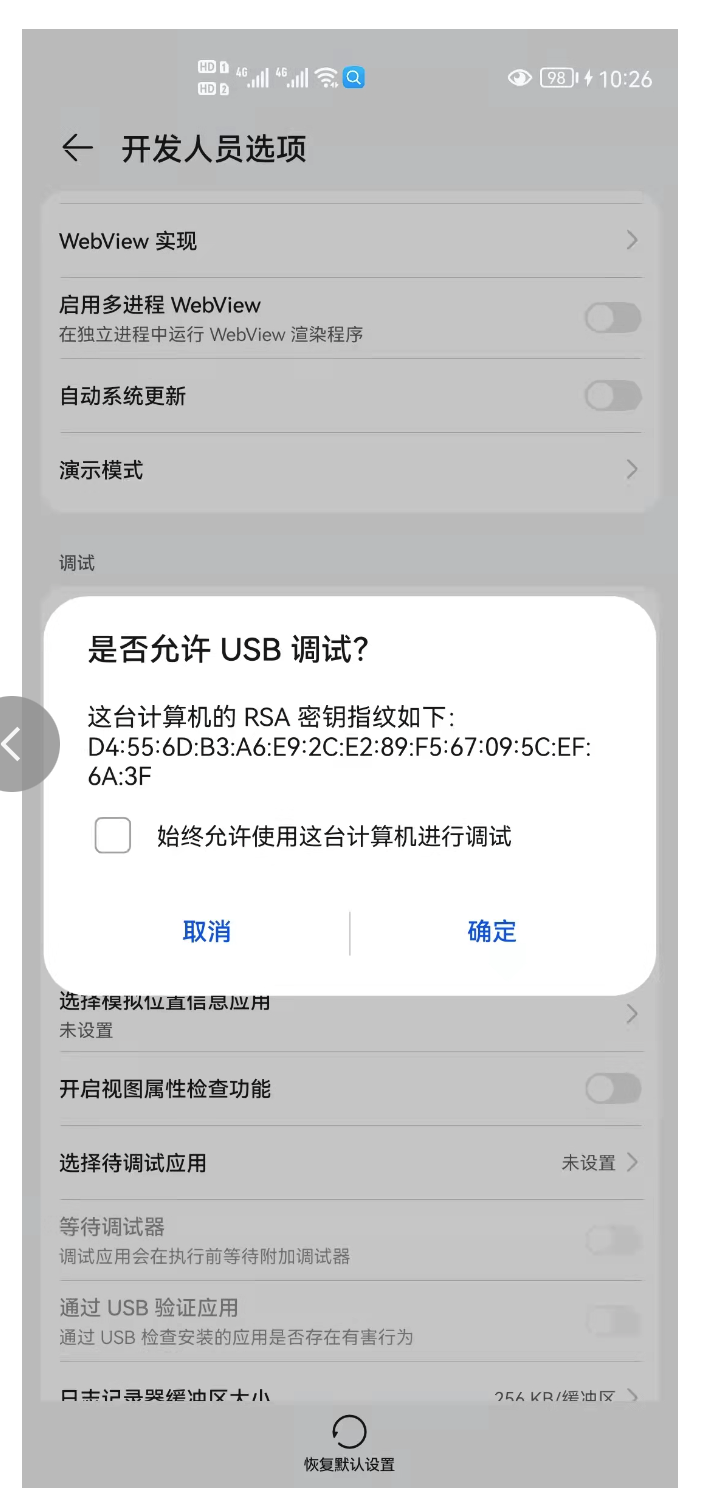 HD 1 4G 4G 98 10:26
HD 2
开发人员选项
WebView 实现
启用多进程 WebView
在独立进程中运行 WebView 渲染程序
自动系统更新
演示模式
调试
是否允许 USB 调试?
这台计算机的 RSA 密钥指纹如下:
D4:55:6D:B3:A6:E9:2C:E2:89:F5:67:09:5C:EF:
6A:3F
始终允许使用这台计算机进行调试
取消 确定
选择模拟位置信息应用
未设置
开启视图属性检查功能
选择待调试应用 未设置
等待调试器
调试应用会在执行前等待附加调试器
通过 USB 验证应用
通过 USB 检查安装的应用是否存在有害行为
日志记录器缓冲区大小 256 KB/缓冲区
恢复默认设置